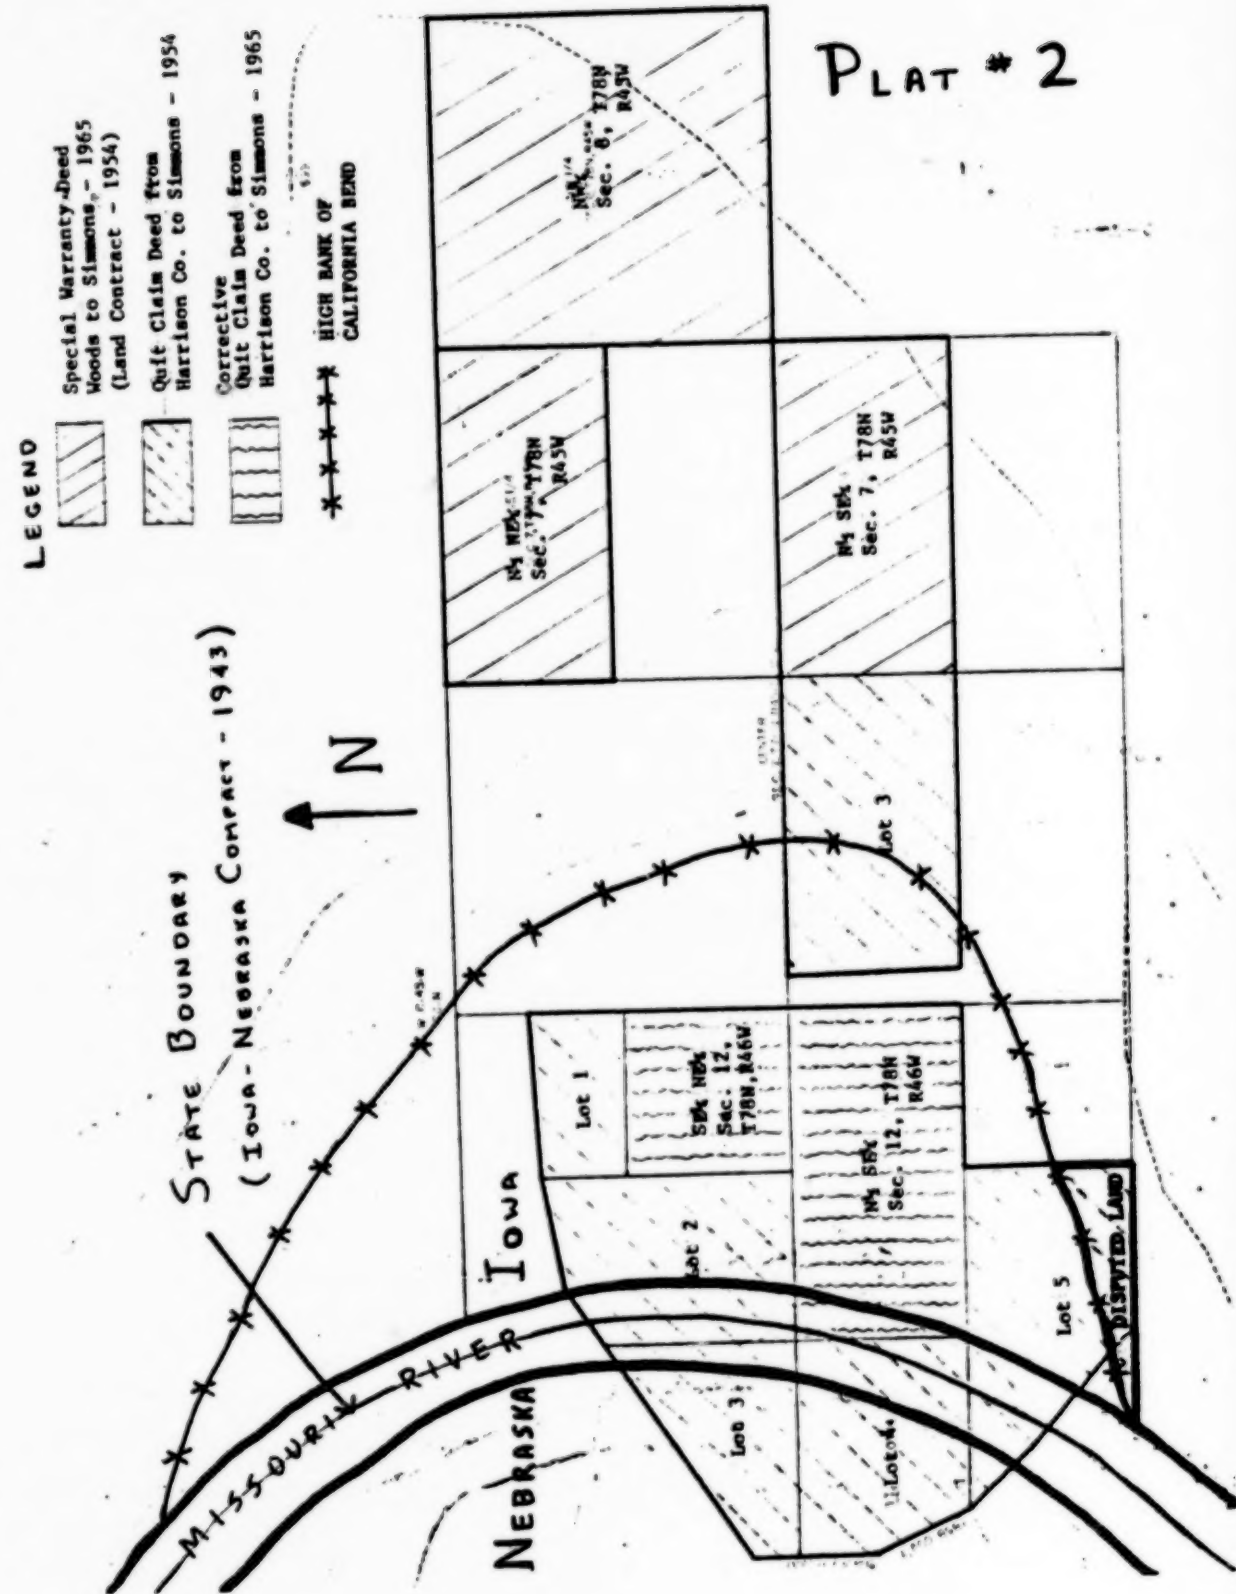 PLAT # 2
LEGEND
Special Warranty Deed
Woods to Simmons - 1965
(Land Contract - 1954)
Quit Claim Deed from
Harrison Co. to Simmons - 1954
Corrective
Quit Claim Deed from
Harrison Co. to Simmons - 1965
HIGH BANK OF
CALIFORNIA BEND
STATE BOUNDARY
(IOWA-NEBRASKA COMPACT-1943)
N
NW¼
Sec. 8, T78N
R45W
N½ NE¼
Sec. 7, T78N
R45W
N½ SE¼
Sec. 7, T78N
R45W
CENTER
Lot 3
IOWA
Lot 1
SE¼ NE¼
Sec. 12,
T78N, R46W
Lot 2
N½ SE¼
Sec. 12, T78N
R46W
Lot 5
DISPUTED LAND
MISSOURI RIVER
NEBRASKA
Lot 3
Lot 4